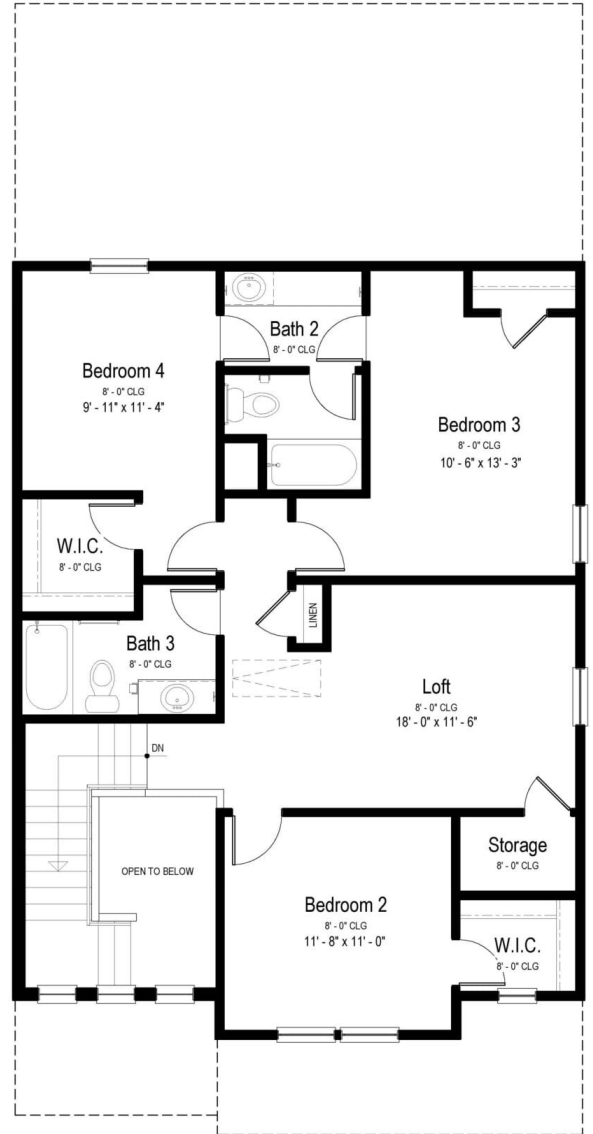 Bath 2
8' - 0" CLG
Bedroom 4
8' - 0" CLG
9' - 11" x 11' - 4"
Bedroom 3
8' - 0" CLG
10' - 6" x 13' - 3"
W.I.C.
8' - 0" CLG
LINEN
Bath 3
8' - 0" CLG
Loft
8' - 0" CLG
18' - 0" x 11' - 6"
DN
OPEN TO BELOW
Storage
8' - 0" CLG
Bedroom 2
8' - 0" CLG
11' - 8" x 11' - 0"
W.I.C.
8' - 0" CLG